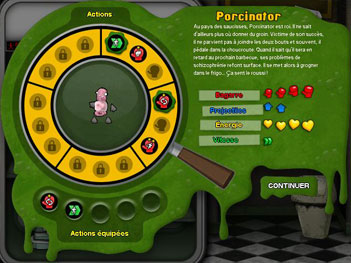 Actions
Porcinator
Au pays des saucisses, Porcinator est roi. Il ne sait
d'ailleurs plus où donner du groin. Victime de son succès,
il ne parvient pas à joindre les deux bouts et souvent, il
pédale dans la choucroute. Quand il sait qu'il sera en
retard au prochain barbecue, ses problèmes de
schizophrénie refont surface. Il se met alors à grogner
dans le frigo... Ça sent le roussi !
Bagarre
Projectiles
Énergie
Vitesse
CONTINUER
Actions équipées